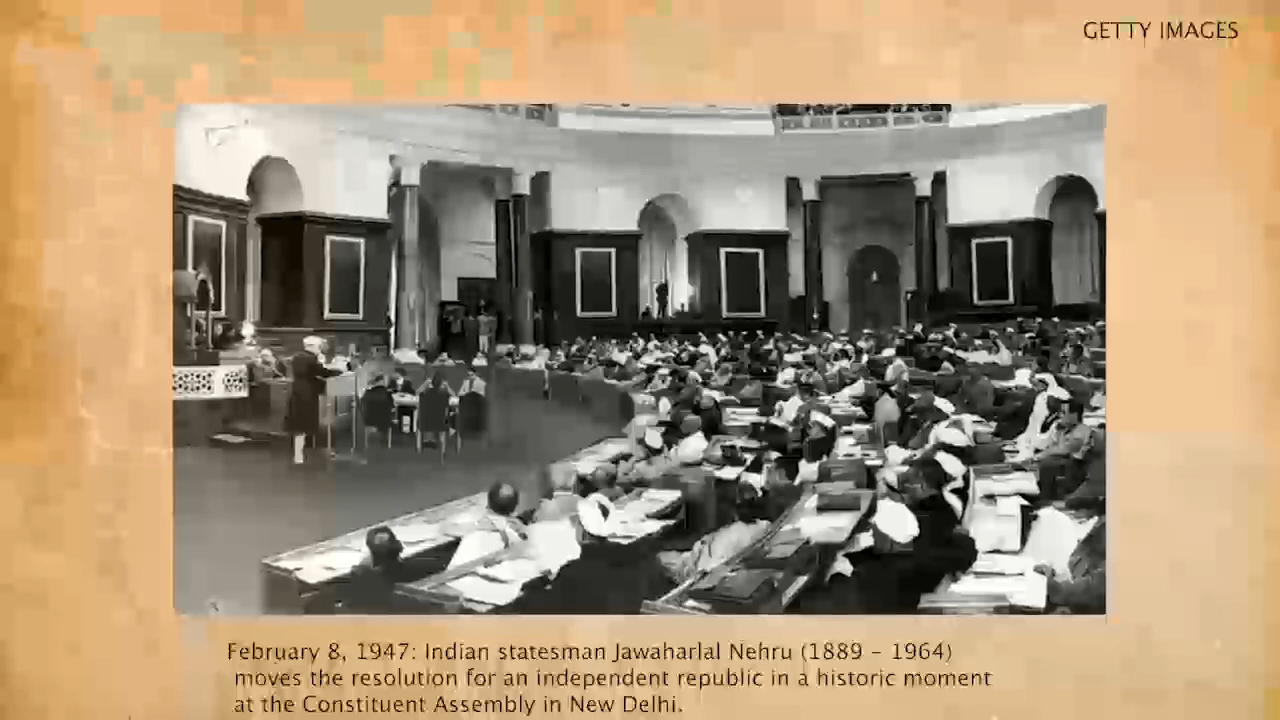 GETTY IMAGES
February 8, 1947: Indian statesman Jawaharlal Nehru (1889 - 1964)
moves the resolution for an independent republic in a historic moment
at the Constituent Assembly in New Delhi.